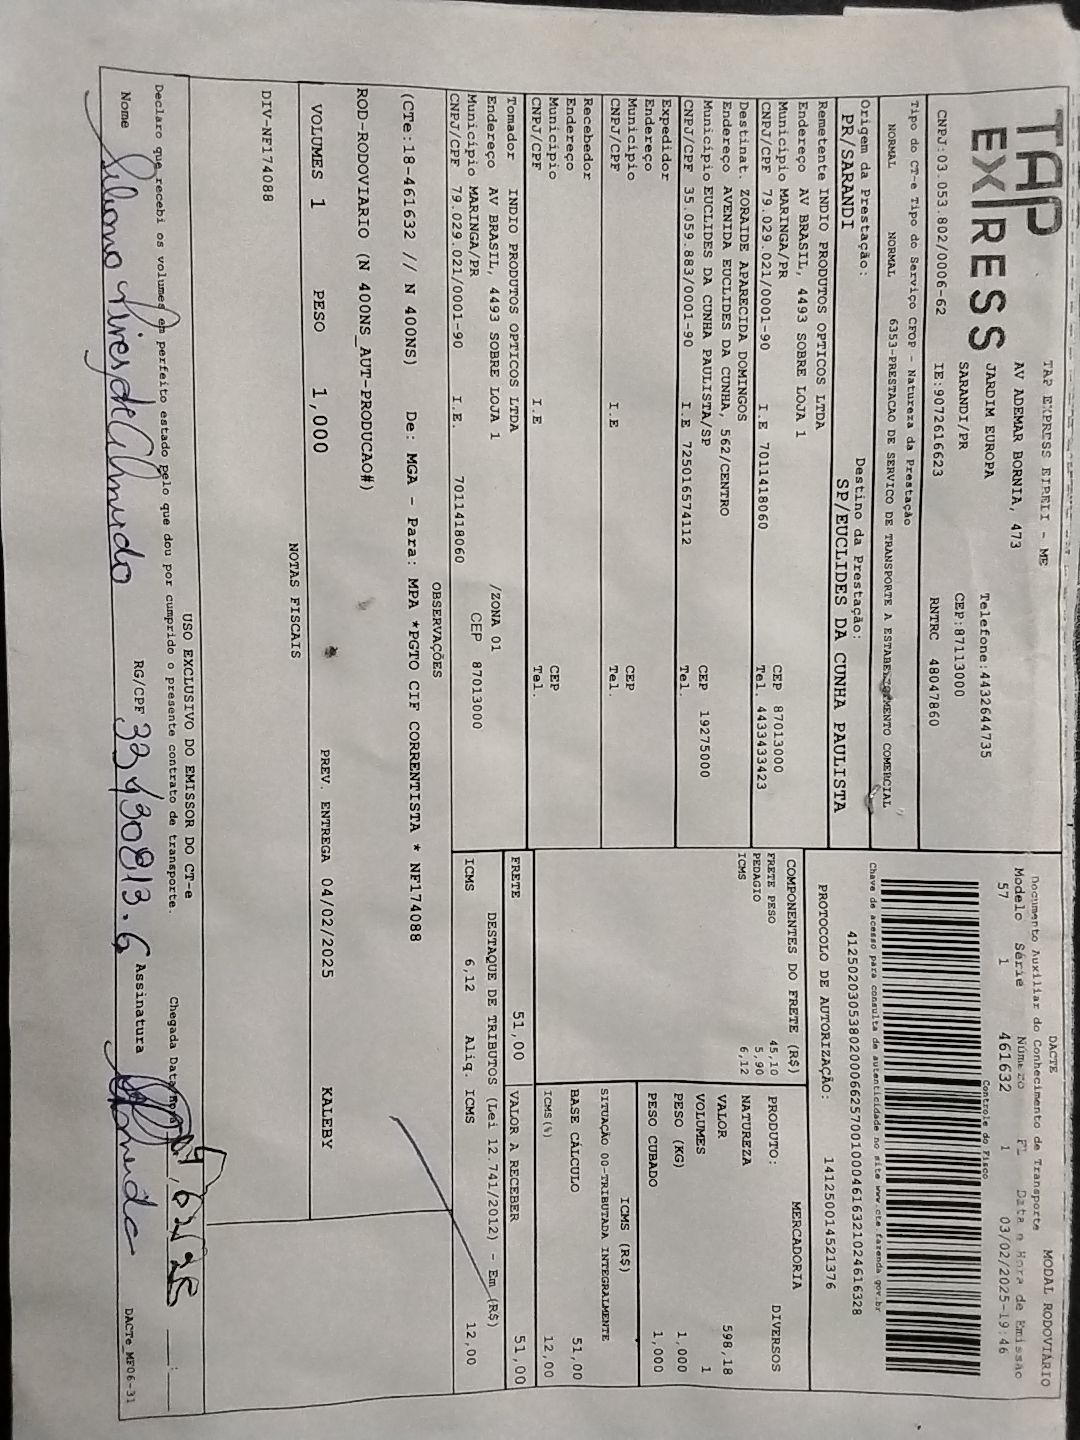 TAP
EXPRESS
TAP EXPRESS EIRELI - ME
AV ADEMAR BORNIA, 473
JARDIM EUROPA
Telefone:4432644735
SARANDI/PR
CEP:87113000
CNPJ:03.053.802/0006-62
IE:9072616623
RNTRC 48047860
DACTE
MODAL RODOVIÁRIO
Documento Auxiliar do Conhecimento de Transporte
Modelo Série Número Fl Data e Hora de Emissão
57 1 461632 1 03/02/2025-19:46
Controle do Fisco
Chave de acesso para consulta de autenticidade no site www.cte.fazenda.gov.br
41250203053802000662570010004616321024616328
PROTOCOLO DE AUTORIZAÇÃO: 141250014521376
Tipo do CT-e Tipo do Serviço CFOP - Natureza da Prestação
NORMAL NORMAL 6353-PRESTACAO DE SERVICO DE TRANSPORTE A ESTABELECIMENTO COMERCIAL
Origem da Prestação: Destino da Prestação:
PR/SARANDI SP/EUCLIDES DA CUNHA PAULISTA
Remetente INDIO PRODUTOS OPTICOS LTDA
Endereço AV BRASIL, 4493 SOBRE LOJA 1
Município MARINGA/PR CEP 87013000
CNPJ/CPF 79.029.021/0001-90 I.E 7011418060 Tel. 4433433423
Destinat. ZORAIDE APARECIDA DOMINGOS
Endereço AVENIDA EUCLIDES DA CUNHA, 562/CENTRO
Município EUCLIDES DA CUNHA PAULISTA/SP CEP 19275000
CNPJ/CPF 35.059.883/0001-90 I.E 725016574112 Tel.
Expedidor
Endereço
Município CEP
CNPJ/CPF I.E Tel.
Recebedor
Endereço
Município CEP
CNPJ/CPF I.E Tel.
Tomador INDIO PRODUTOS OPTICOS LTDA
Endereço AV BRASIL, 4493 SOBRE LOJA 1 /ZONA 01
Município MARINGA/PR CEP 87013000
CNPJ/CPF 79.029.021/0001-90 I.E. 7011418060
COMPONENTES DO FRETE (R$)
FRETE PESO 45,10
PEDAGIO 5,90
ICMS 6,12
MERCADORIA
PRODUTO: DIVERSOS
NATUREZA
VALOR 598,18
VOLUMES 1
PESO (KG) 1,000
PESO CUBADO 1,000
ICMS (R$)
SITUAÇÃO 00-TRIBUTADA INTEGRALMENTE
BASE CÁLCULO 51,00
ICMS(%) 12,00
FRETE 51,00 VALOR A RECEBER 51,00
DESTAQUE DE TRIBUTOS (Lei 12.741/2012) - Em (R$)
ICMS 6,12 Aliq. ICMS 12,00
OBSERVAÇÕES
(CTe:18-461632 // N 400NS) De: MGA - Para: MPA *PGTO CIF CORRENTISTA * NF174088
ROD-RODOVIARIO (N 400NS_AUT-PRODUCAO#)
VOLUMES 1 PESO 1,000 PREV. ENTREGA 04/02/2025 KALEBY
NOTAS FISCAIS
DIV-NF174088
USO EXCLUSIVO DO EMISSOR DO CT-e
Declaro que recebi os volumes em perfeito estado pelo que dou por cumprido o presente contrato de transporte. Chegada Data
Nome Pires de Almeida RG/CPF 33430813.6 Assinatura
DACTe_MF06-31